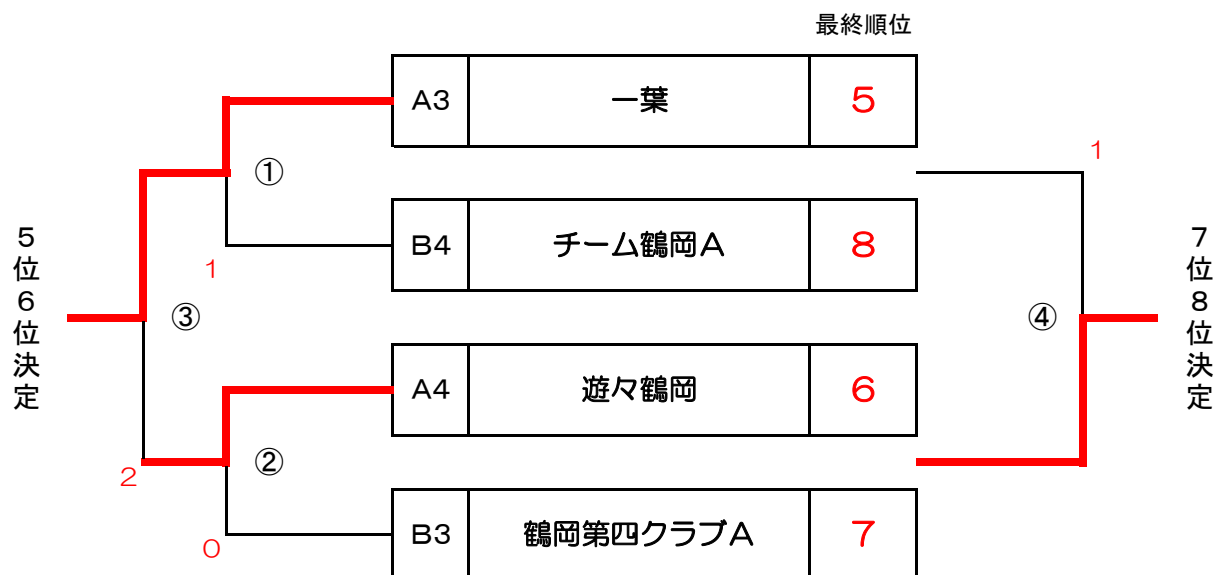 最終順位
A3 一葉 5
1
①
5位6位決定
B4 チーム鶴岡A 8
7位8位決定
1
③
④
A4 遊々鶴岡 6
②
2
B3 鶴岡第四クラブA 7
0